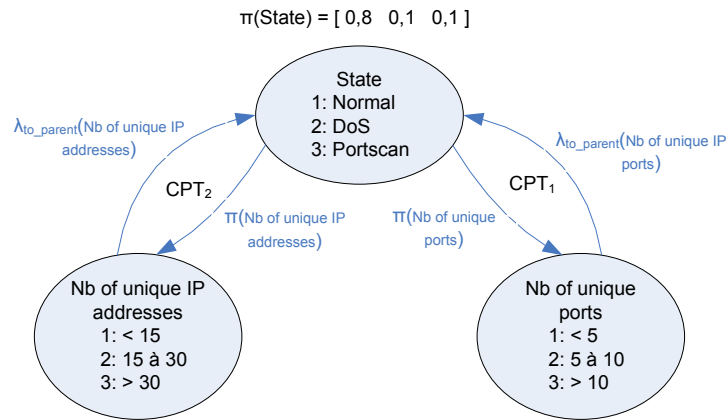 π(State) = [ 0,8 0,1 0,1 ]
State
1: Normal
2: DoS
3: Portscan
λto_parent(Nb of unique IP
addresses)
CPT2
π(Nb of unique IP
addresses)
λto_parent(Nb of unique IP
ports)
CPT1
π(Nb of unique
ports)
Nb of unique IP
addresses
1: < 15
2: 15 à 30
3: > 30
Nb of unique
ports
1: < 5
2: 5 à 10
3: > 10